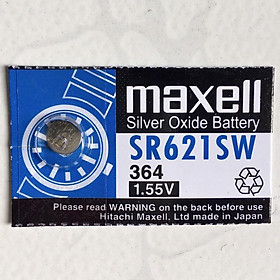 maxell
Silver Oxide Battery
SR621SW
364
1.55V
Please read WARNING on the back before use
Hitachi Maxell, Ltd made in Japan